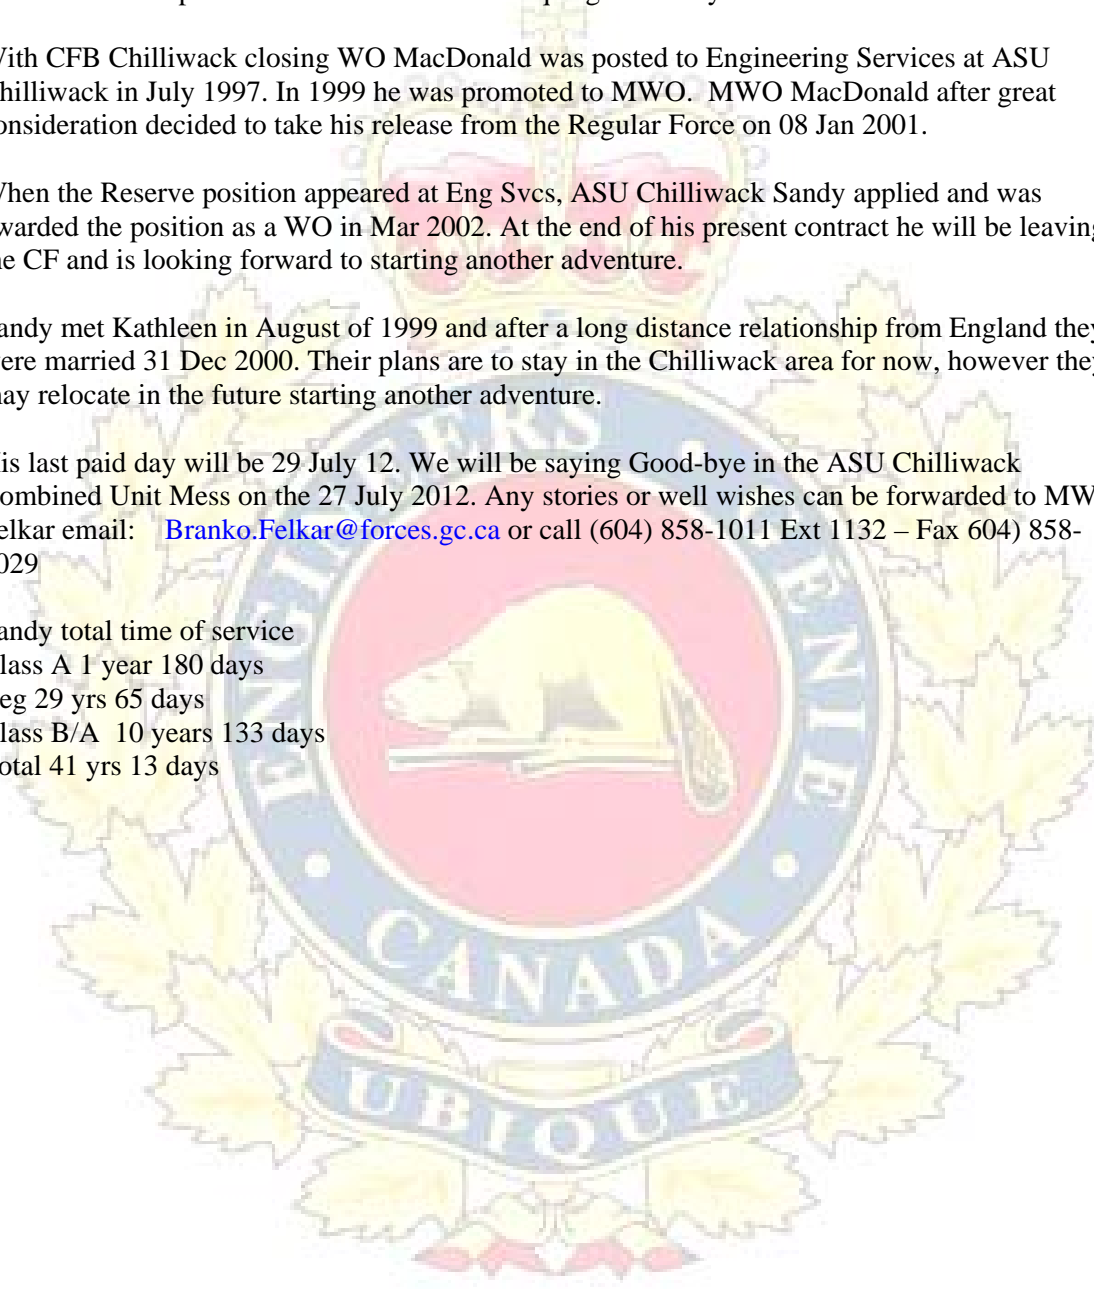 ith CFB Chilliwack closing WO MacDonald was posted to Engineering Services at ASU
hilliwack in July 1997. In 1999 he was promoted to MWO.  MWO MacDonald after great
onsideration decided to take his release from the Regular Force on 08 Jan 2001.
hen the Reserve position appeared at Eng Svcs, ASU Chilliwack Sandy applied and was
warded the position as a WO in Mar 2002. At the end of his present contract he will be leaving
he CF and is looking forward to starting another adventure.
andy met Kathleen in August of 1999 and after a long distance relationship from England they
ere married 31 Dec 2000. Their plans are to stay in the Chilliwack area for now, however they
may relocate in the future starting another adventure.
is last paid day will be 29 July 12. We will be saying Good-bye in the ASU Chilliwack
ombined Unit Mess on the 27 July 2012. Any stories or well wishes can be forwarded to MW
elkar email:    Branko.Felkar@forces.gc.ca or call (604) 858-1011 Ext 1132 – Fax 604) 858-
029
andy total time of service
lass A 1 year 180 days
eg 29 yrs 65 days
lass B/A  10 years 133 days
otal 41 yrs 13 days
ENGINEERS • GENIE • CANADA •
UBIQUE